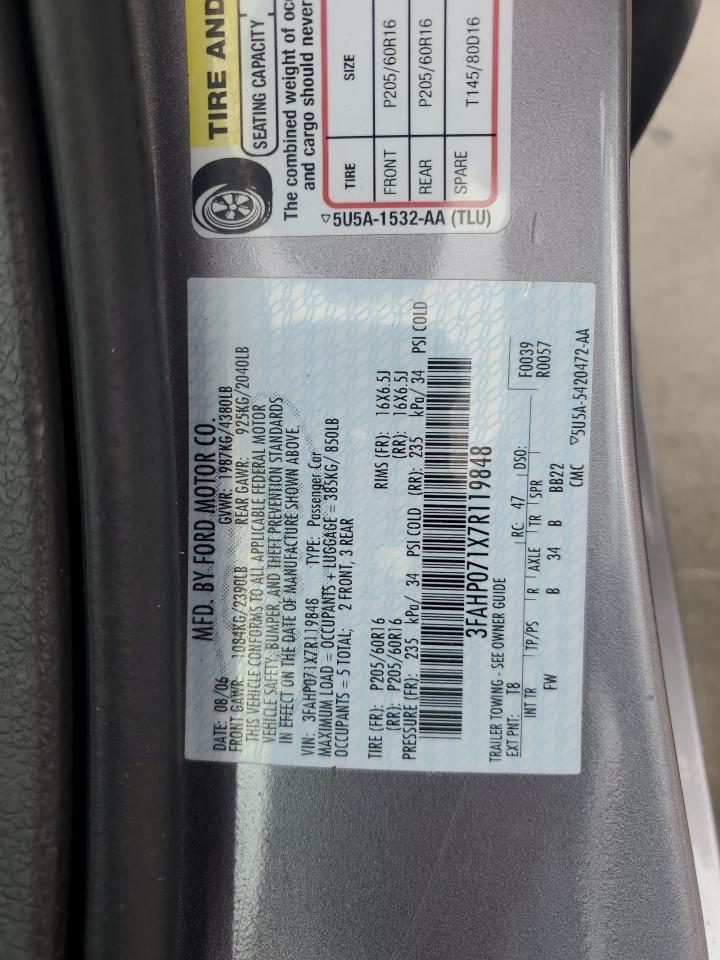 TIRE AND
SEATING CAPACITY
The combined weight of occ
and cargo should never
TIRE SIZE
FRONT P205/60R16
REAR P205/60R16
SPARE T145/80D16
5U5A-1532-AA (TLU)
MFD. BY FORD MOTOR CO.
DATE: 08/06 GVWR: 1987KG/4380LB
FRONT GAWR: 1084KG/2390LB REAR GAWR: 925KG/2040LB
THIS VEHICLE CONFORMS TO ALL APPLICABLE FEDERAL MOTOR
VEHICLE SAFETY, BUMPER, AND THEFT PREVENTION STANDARDS
IN EFFECT ON THE DATE OF MANUFACTURE SHOWN ABOVE.
VIN: 3FAHP071X7R119848 TYPE: Passenger Car
MAXIMUM LOAD = OCCUPANTS + LUGGAGE = 385KG/ 850LB
OCCUPANTS = 5 TOTAL; 2 FRONT, 3 REAR
TIRE (FR): P205/60R16 RIMS (FR): 16X6.5J
(RR): P205/60R16 (RR): 16X6.5J
PRESSURE (FR): 235 kPa/ 34 PSI COLD (RR): 235 kPa/ 34 PSI COLD
3FAHP071X7R119848
TRAILER TOWING - SEE OWNER GUIDE F0039
EXT PNT: T8 RC: 47 DSO: R0057
INT TR TP/PS R AXLE TR SPR
FW B 34 B BB22
CMC 5U5A-5420472-AA